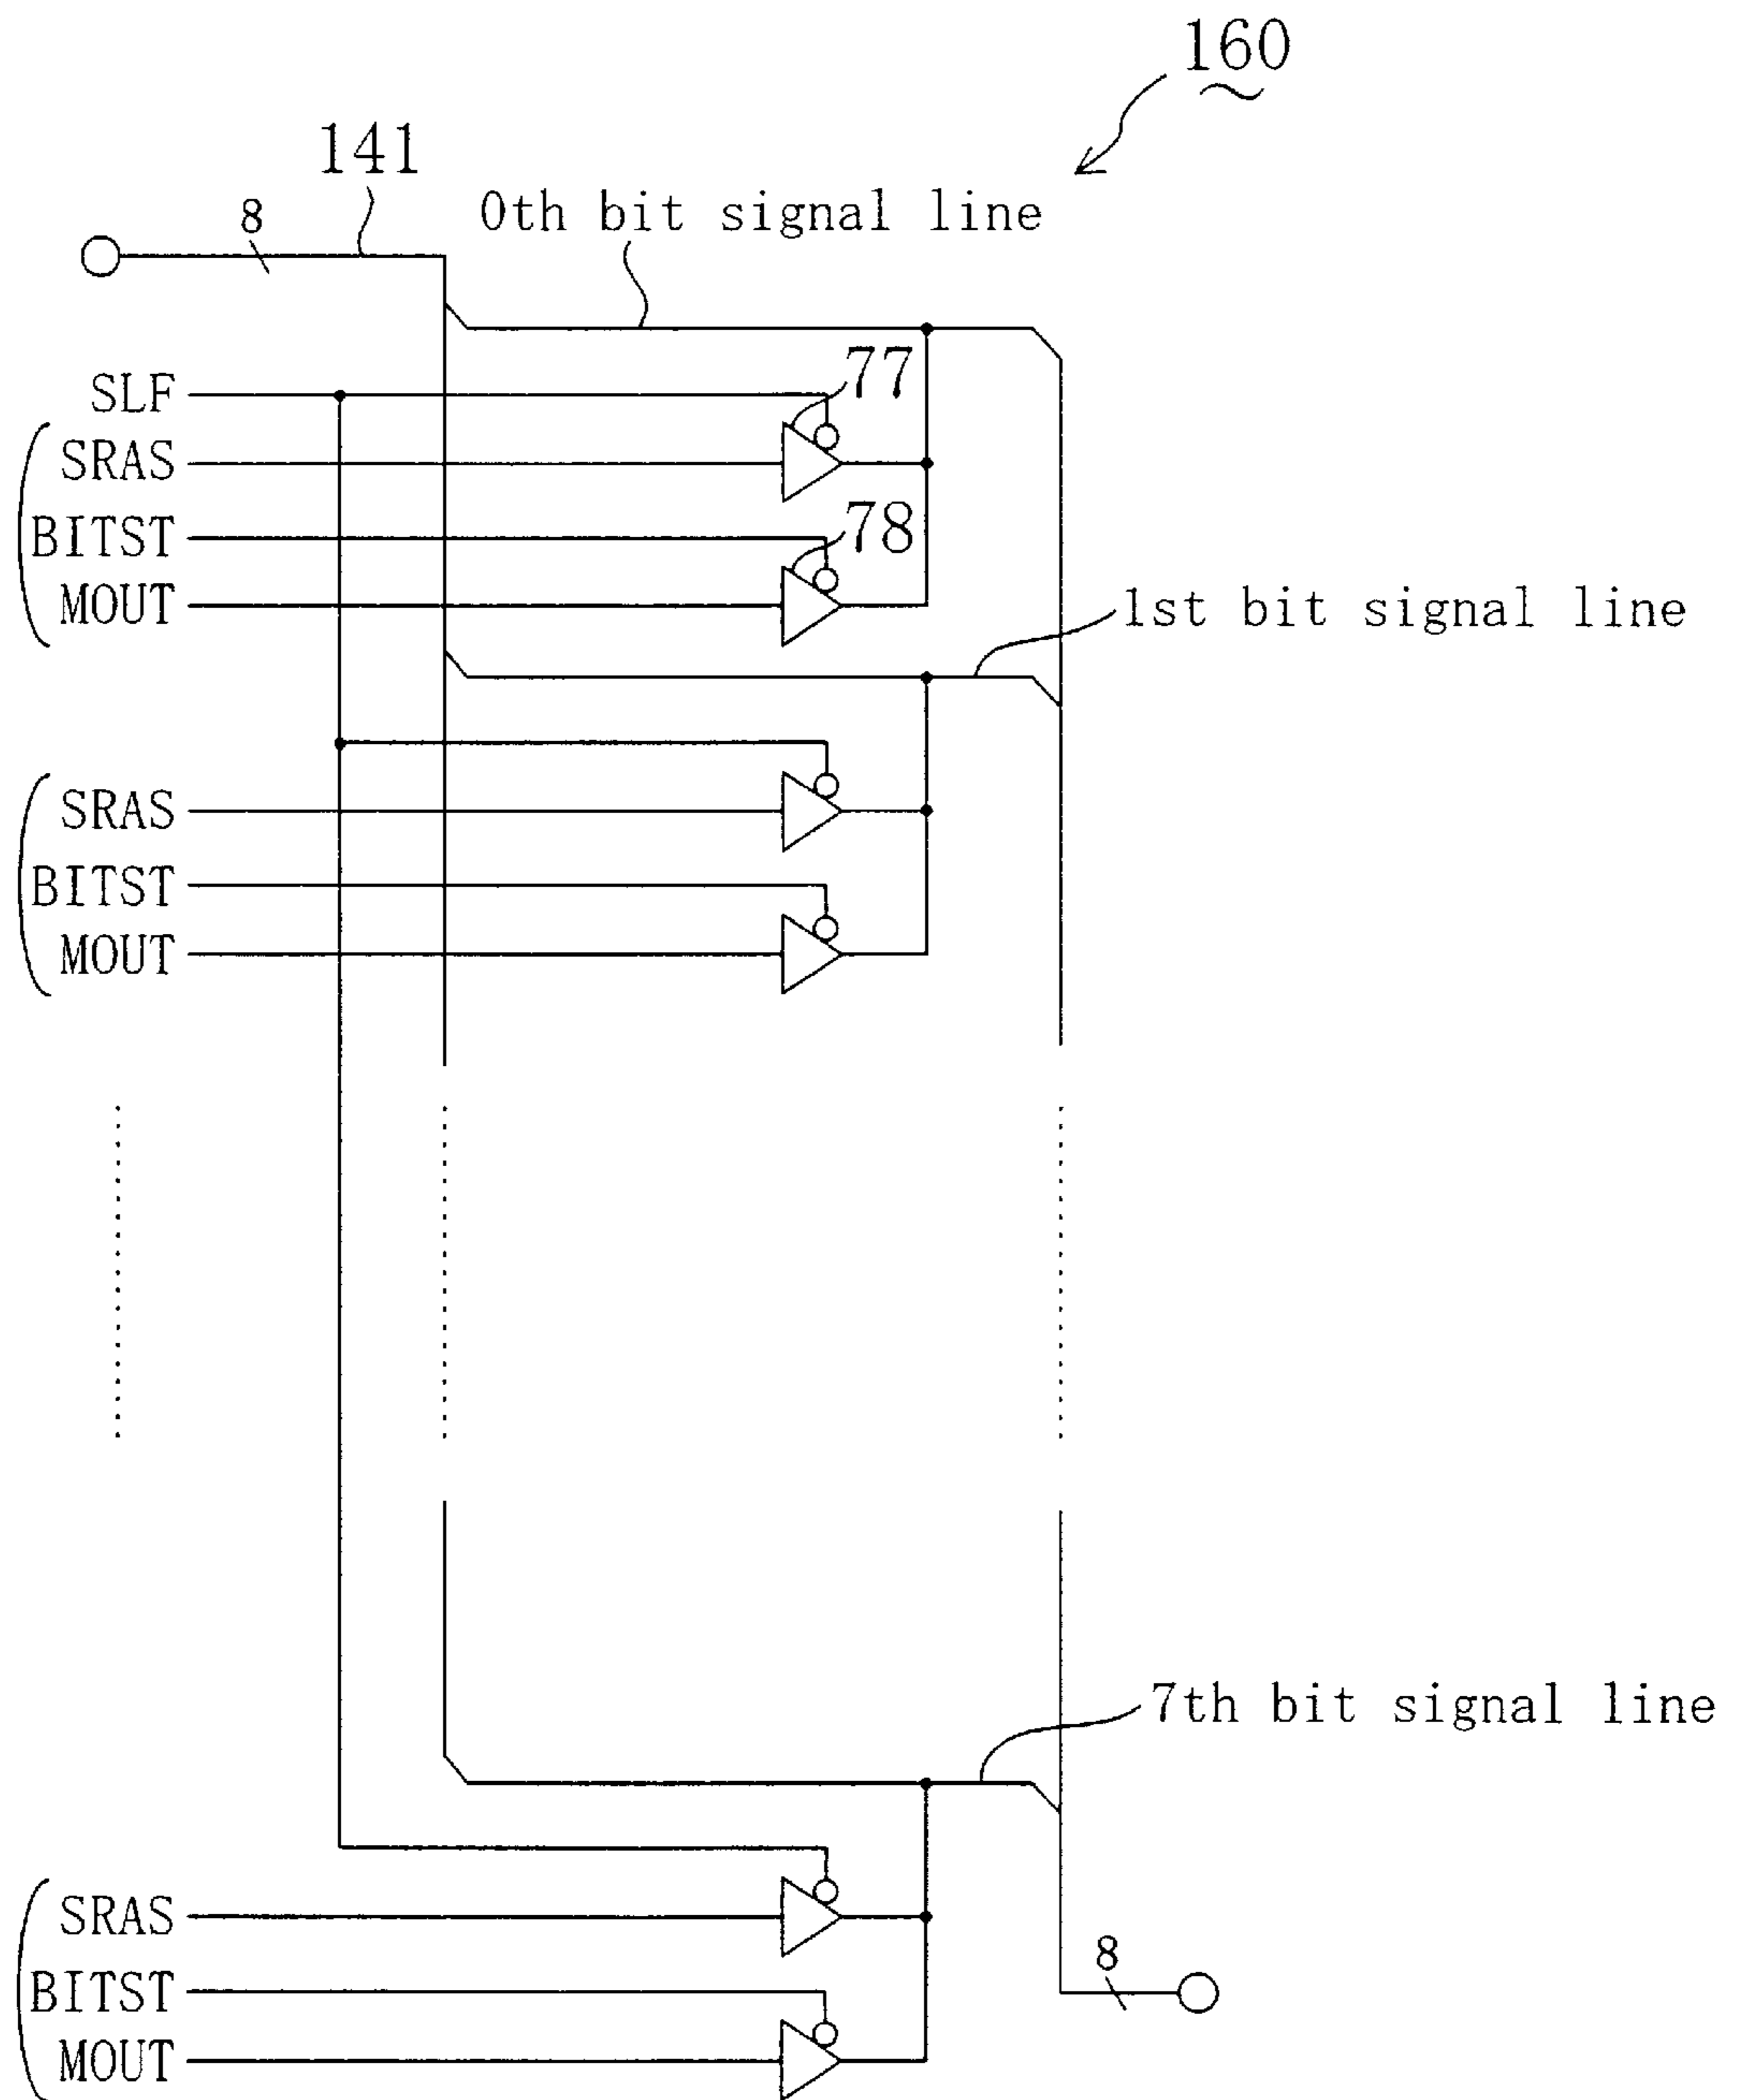 160
141
8
0th bit signal line
SLF
77
SRAS
BITST
78
MOUT
1st bit signal line
SRAS
BITST
MOUT
7th bit signal line
SRAS
BITST
MOUT
8